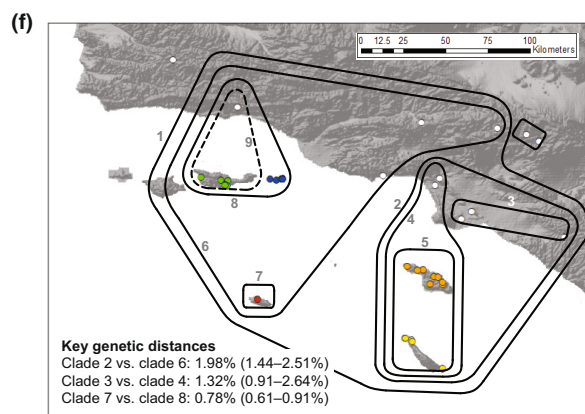 (f)
0 12.5 25 50 75 100
Kilometers
1
9
3
8
2
4
5
6
7
Key genetic distances
Clade 2 vs. clade 6: 1.98% (1.44–2.51%)
Clade 3 vs. clade 4: 1.32% (0.91–2.64%)
Clade 7 vs. clade 8: 0.78% (0.61–0.91%)